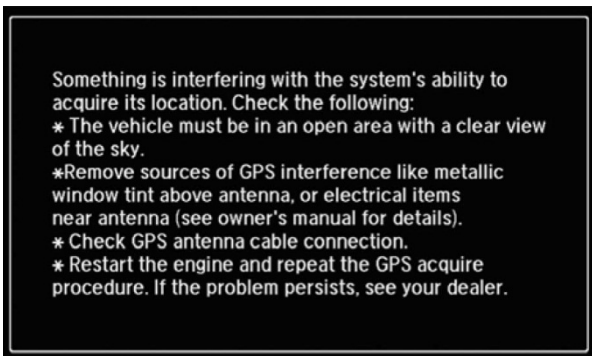 Something is interfering with the system's ability to
acquire its location. Check the following:
* The vehicle must be in an open area with a clear view
of the sky.
*Remove sources of GPS interference like metallic
window tint above antenna, or electrical items
near antenna (see owner's manual for details).
* Check GPS antenna cable connection.
* Restart the engine and repeat the GPS acquire
procedure. If the problem persists, see your dealer.